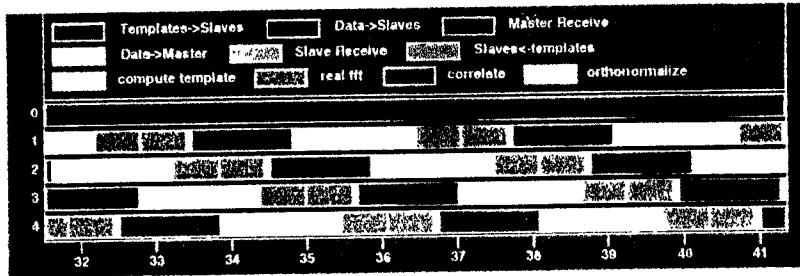 Templates->Slaves Data->Slaves Master Receive
Data->Master Slave Receive Slaves<-templates
compute template real fft correlate orthonormalize
0
1
2
3
4
32 33 34 35 36 37 38 39 40 41